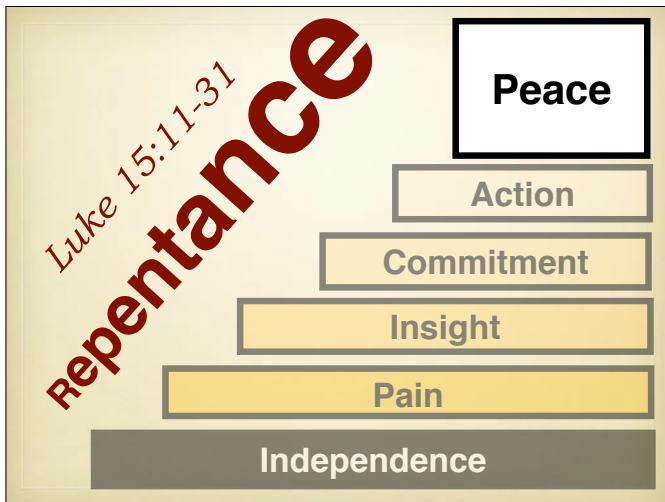 Luke 15:11-31
Repentance
Peace
Action
Commitment
Insight
Pain
Independence